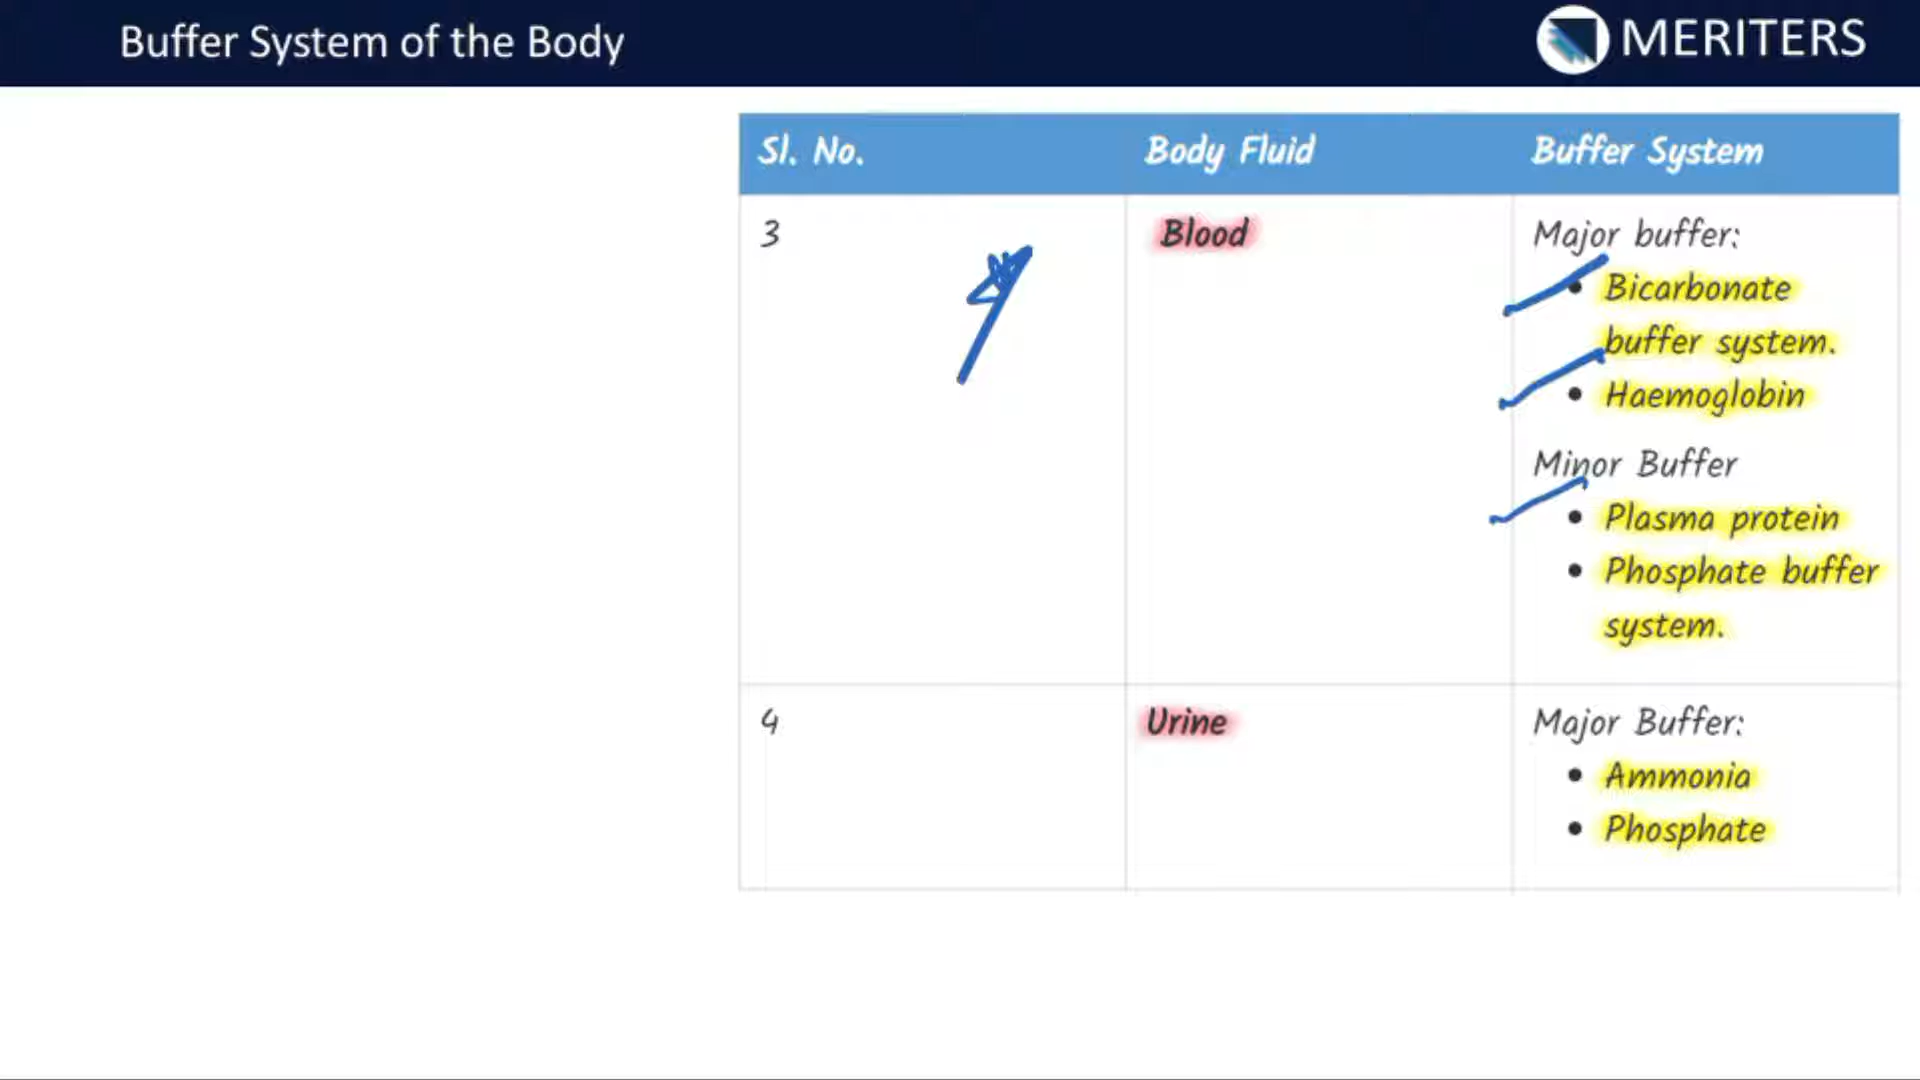 Buffer System of the Body
MERITERS
Sl. No.
Body Fluid
Buffer System
3
Blood
Major buffer:
• Bicarbonate
buffer system.
• Haemoglobin
Minor Buffer
• Plasma protein
• Phosphate buffer
system.
4
Urine
Major Buffer:
• Ammonia
• Phosphate